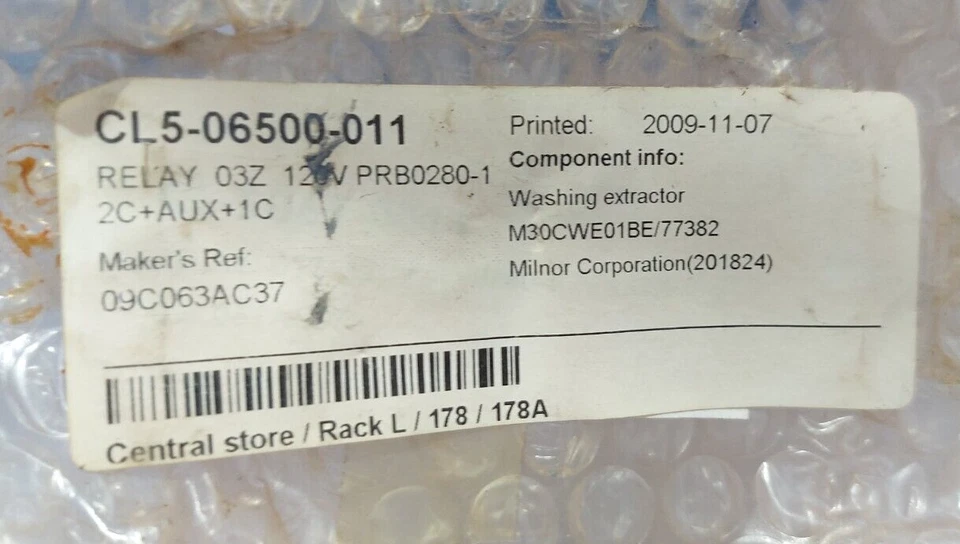 CL5-06500-011
RELAY 03Z 120V PRB0280-1
2C+AUX+1C
Maker's Ref:
09C063AC37
Printed: 2009-11-07
Component info:
Washing extractor
M30CWE01BE/77382
Milnor Corporation(201824)
Central store / Rack L / 178 / 178A